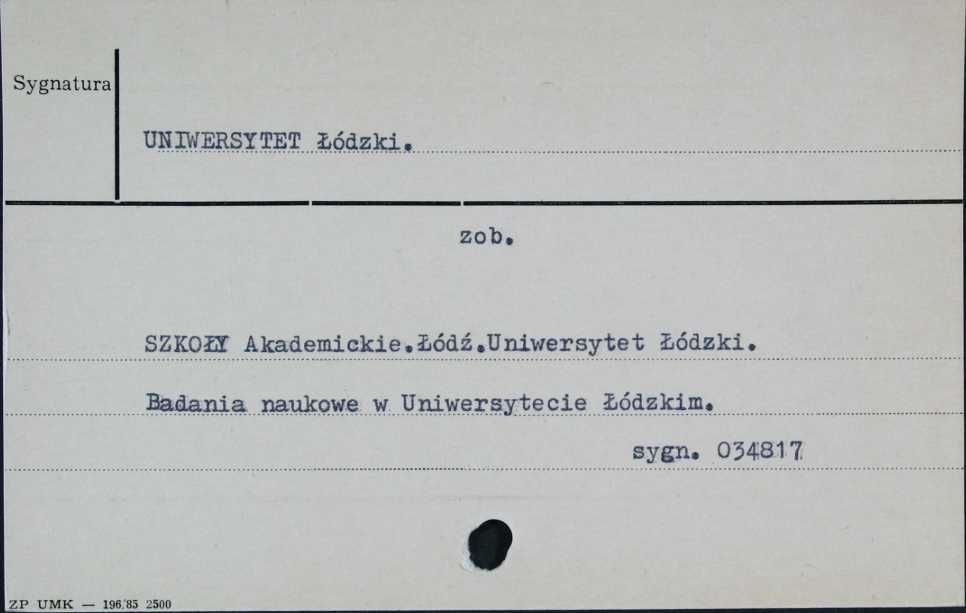 Sygnatura
UNIWERSYTET Łódzki.
zob.
SZKOŁY Akademickie.Łódź.Uniwersytet Łódzki.
Badania naukowe w Uniwersytecie Łódzkim.
sygn. 034817
ZP UMK — 196/85 2500